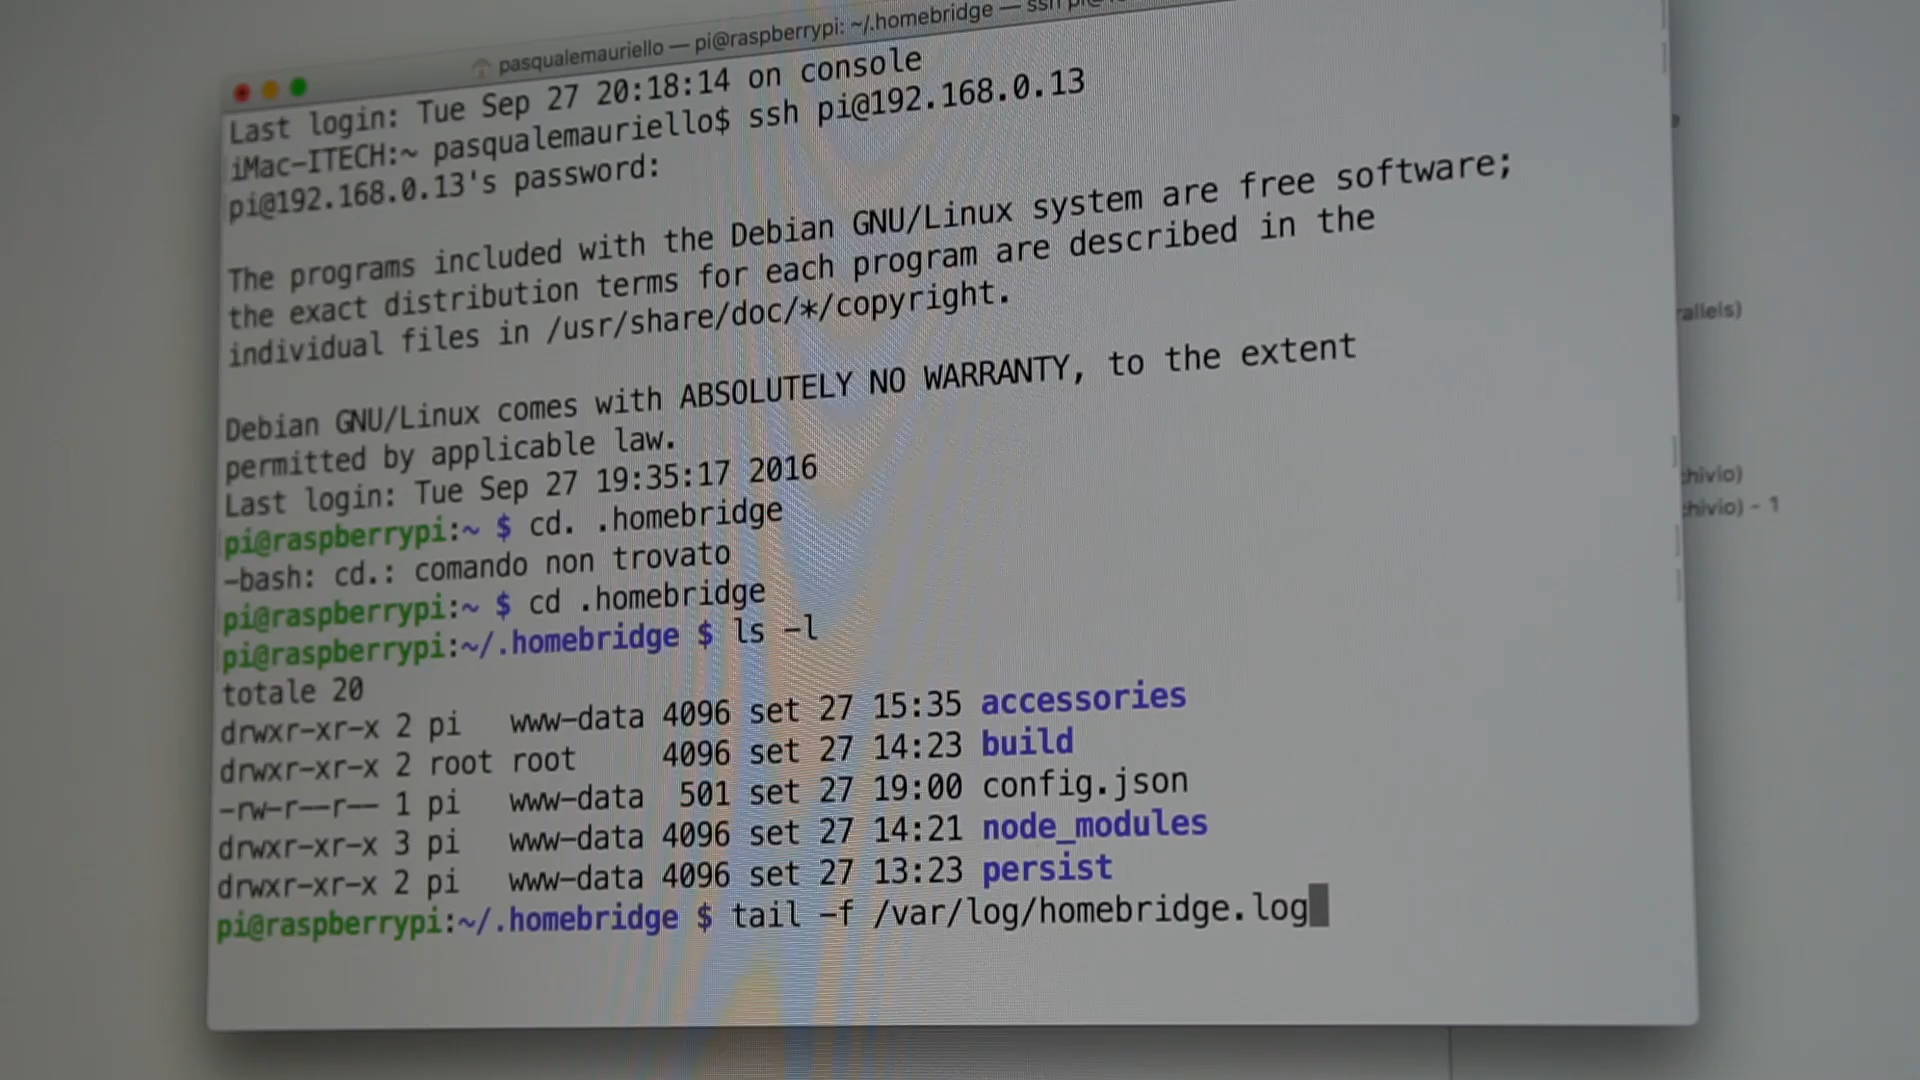 pasqualemauriello — pi@raspberrypi: ~/.homebridge — ssh
Last login: Tue Sep 27 20:18:14 on console
iMac-ITECH:~ pasqualemauriello$ ssh pi@192.168.0.13
pi@192.168.0.13's password:
The programs included with the Debian GNU/Linux system are free software;
the exact distribution terms for each program are described in the
individual files in /usr/share/doc/*/copyright.
Debian GNU/Linux comes with ABSOLUTELY NO WARRANTY, to the extent
permitted by applicable law.
Last login: Tue Sep 27 19:35:17 2016
pi@raspberrypi:~ $ cd. .homebridge
-bash: cd.: comando non trovato
pi@raspberrypi:~ $ cd .homebridge
pi@raspberrypi:~/.homebridge $ ls -l
totale 20
drwxr-xr-x 2 pi www-data 4096 set 27 15:35 accessories
drwxr-xr-x 2 root root 4096 set 27 14:23 build
-rw-r--r-- 1 pi www-data 501 set 27 19:00 config.json
drwxr-xr-x 3 pi www-data 4096 set 27 14:21 node_modules
drwxr-xr-x 2 pi www-data 4096 set 27 13:23 persist
pi@raspberrypi:~/.homebridge $ tail -f /var/log/homebridge.log
rallels)
hivio)
hivio) - 1